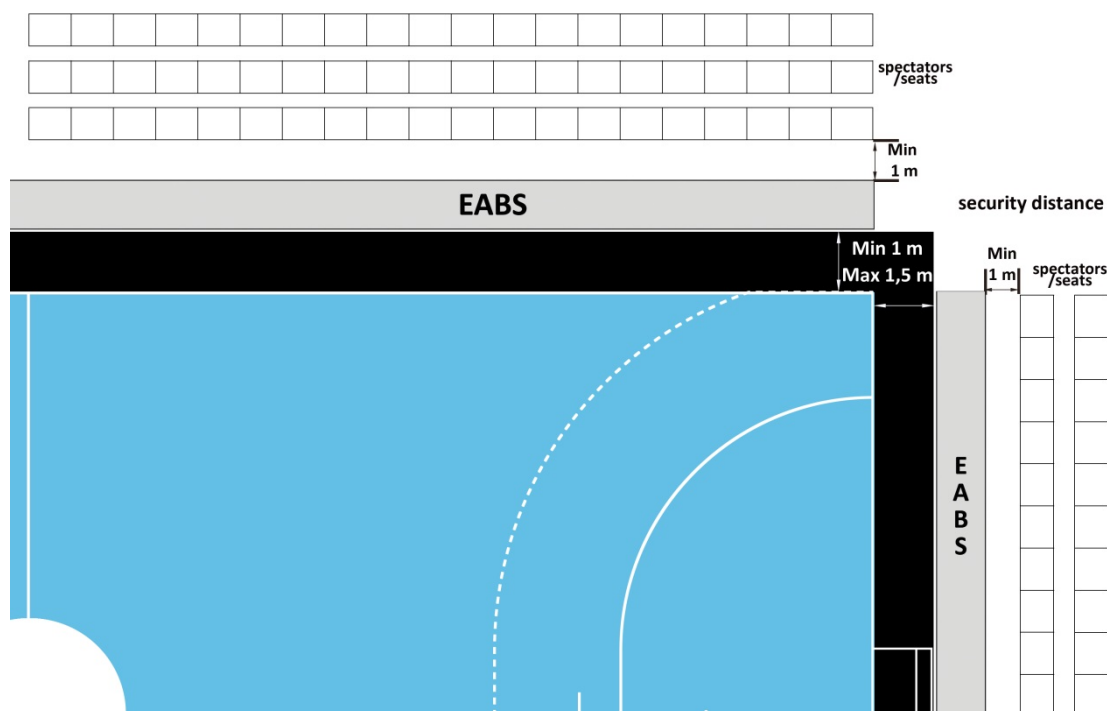 spectators
/seats
Min
1 m
EABS
security distance
Min 1 m
Max 1,5 m
Min
1 m
spectators
/seats
E
A
B
S